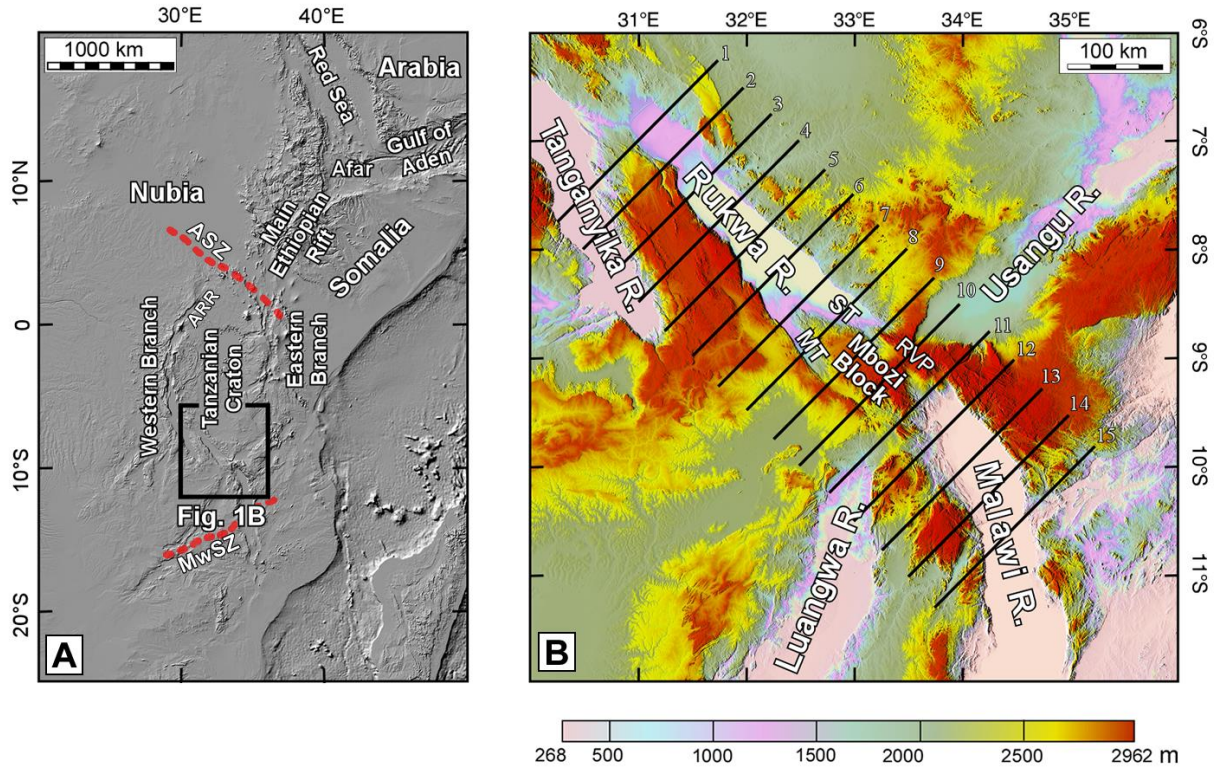 30°E
40°E
1000 km
Red Sea
Arabia
Gulf of
Aden
Afar
10°N
Nubia
Main
Ethiopian
Rift
ASZ
Somalia
ARR
0
Western Branch
Tanzanian
Craton
Eastern
Branch
10°S
Fig. 1B
MwSZ
20°S
A
31°E
32°E
33°E
34°E
35°E
6°S
100 km
1
2
3
4
5
6
7
8
9
10
11
12
13
14
15
7°S
8°S
9°S
10°S
11°S
Tanganyika R.
Rukwa R.
Usangu R.
ST
MT
Mbozi
Block
RVP
Malawi R.
Luangwa R.
B
268
500
1000
1500
2000
2500
2962 m